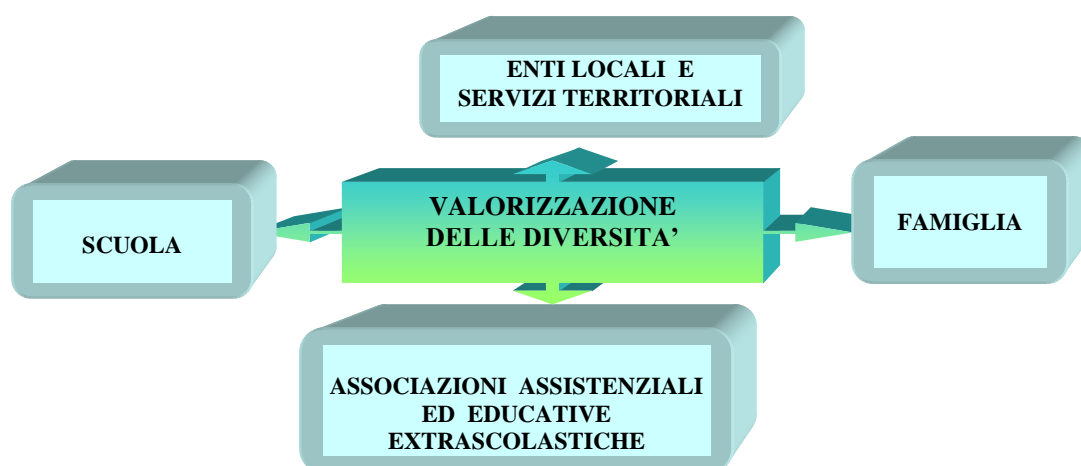 ENTI LOCALI E
SERVIZI TERRITORIALI
VALORIZZAZIONE
DELLE DIVERSITA’
SCUOLA
FAMIGLIA
ASSOCIAZIONI ASSISTENZIALI
ED EDUCATIVE
EXTRASCOLASTICHE